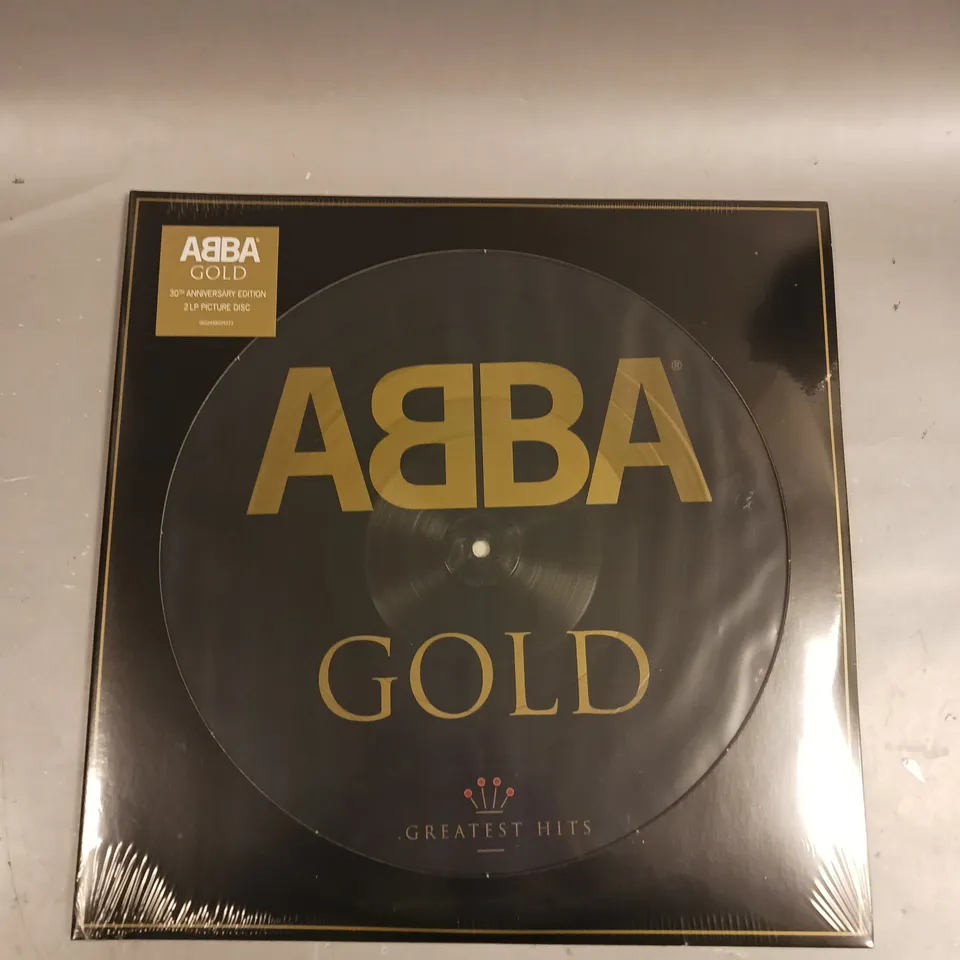 ABBA®
GOLD
30TH ANNIVERSARY EDITION
2 LP PICTURE DISC
ABBA®
GOLD
GREATEST HITS